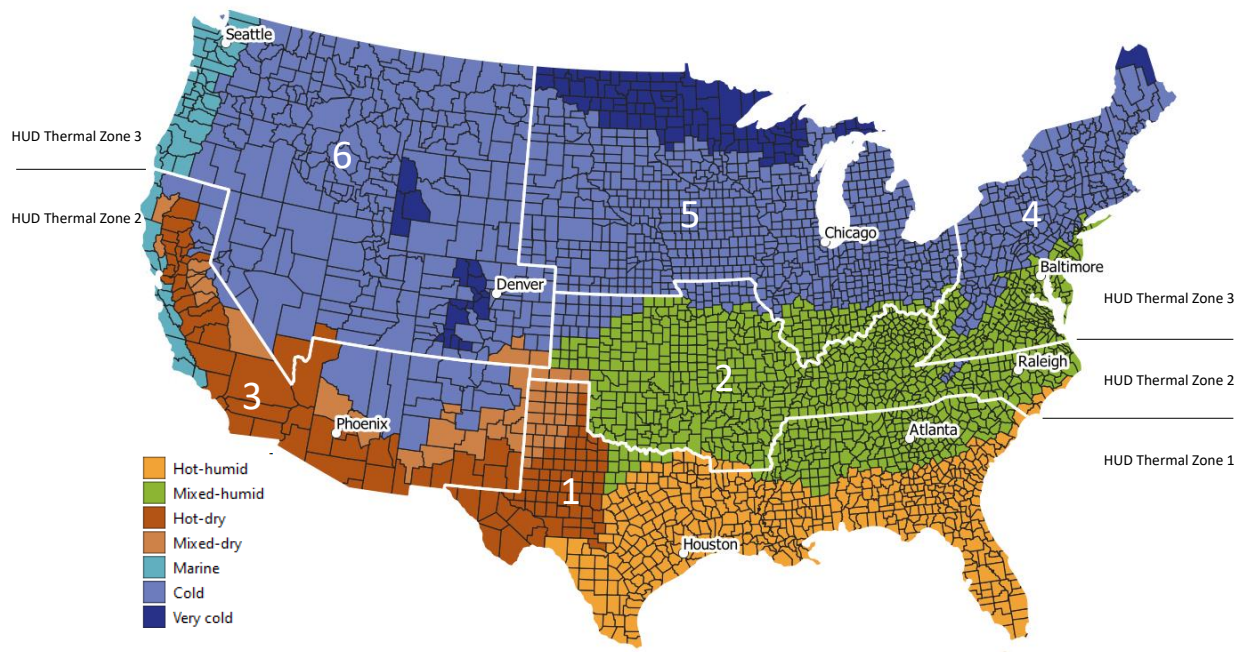 Seattle
HUD Thermal Zone 3
6
HUD Thermal Zone 2
5
4
Chicago
Baltimore
Denver
HUD Thermal Zone 3
Raleigh
2
HUD Thermal Zone 2
3
Phoenix
Atlanta
HUD Thermal Zone 1
1
Houston
Hot-humid
Mixed-humid
Hot-dry
Mixed-dry
Marine
Cold
Very cold